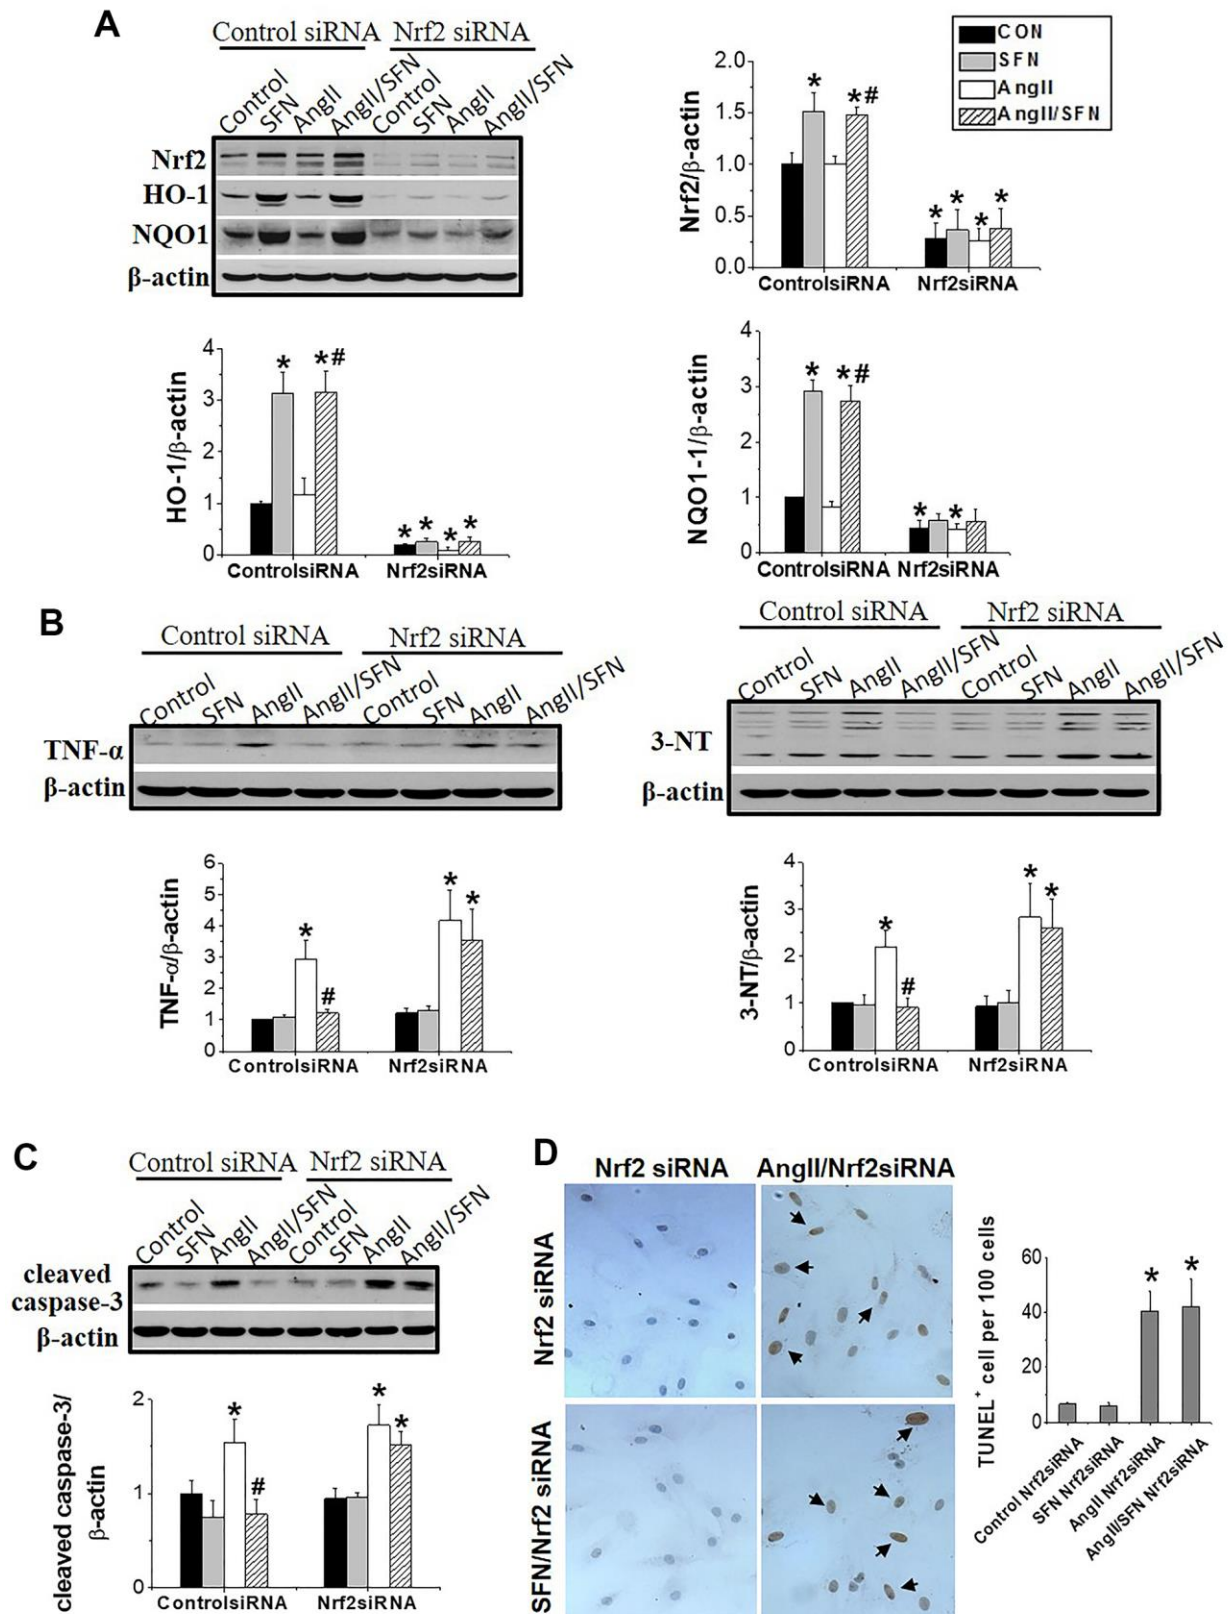 A
Control siRNA Nrf2 siRNA
Control SFN AngII AngII/SFN Control SFN AngII AngII/SFN
Nrf2
HO-1
NQO1
β-actin
CON
SFN
AngII
AngII/SFN
Nrf2/β-actin
2.0
* *#
1.5
1.0
0.5
* * * *
0.0
ControlsiRNA Nrf2siRNA
HO-1/β-actin
4
* *#
3
2
1
* * * *
0
ControlsiRNA Nrf2siRNA
NQO1-1/β-actin
4
* *#
3
2
1
* *
0
ControlsiRNA Nrf2siRNA
B
Control siRNA Nrf2 siRNA
Control SFN AngII AngII/SFN Control SFN AngII AngII/SFN
TNF-α
β-actin
Control siRNA Nrf2 siRNA
Control SFN AngII AngII/SFN Control SFN AngII AngII/SFN
3-NT
β-actin
TNF-α/β-actin
6
5
4
3
2
1
0
* # * *
ControlsiRNA Nrf2siRNA
3-NT/β-actin
4
3
2
1
0
* # * *
ControlsiRNA Nrf2siRNA
C
Control siRNA Nrf2 siRNA
Control SFN AngII AngII/SFN Control SFN AngII AngII/SFN
cleaved
caspase-3
β-actin
cleaved caspase-3/
β-actin
2
1
0
* # * *
ControlsiRNA Nrf2siRNA
D
Nrf2 siRNA AngII/Nrf2siRNA
Nrf2 siRNA
SFN/Nrf2 siRNA
TUNEL+ cell per 100 cells
60
40
20
0
* *
Control Nrf2siRNA
SFN Nrf2siRNA
AngII Nrf2siRNA
AngII/SFN Nrf2siRNA